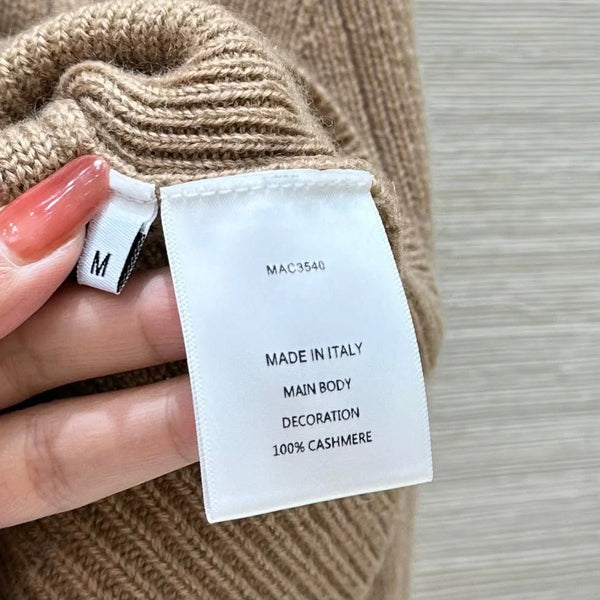 M
MAC3540
MADE IN ITALY
MAIN BODY
DECORATION
100% CASHMERE